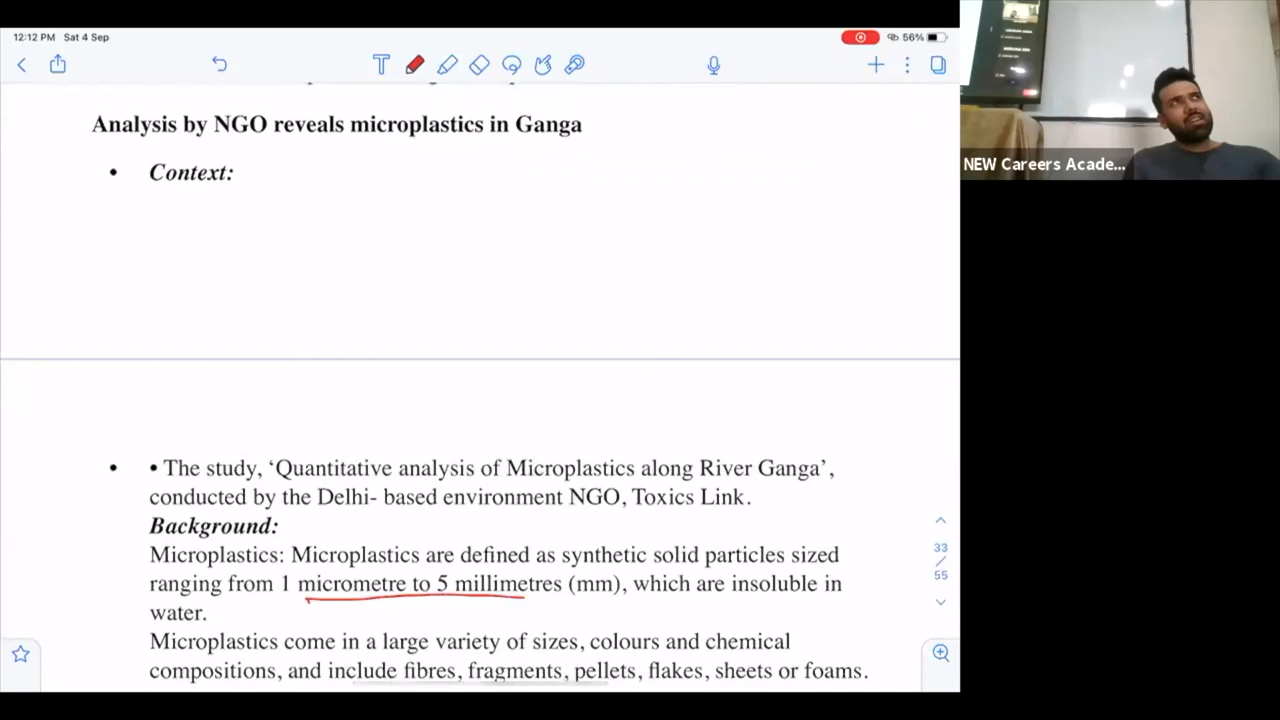 12:12 PM Sat 4 Sep
56%
Analysis by NGO reveals microplastics in Ganga
• Context:
NEW Careers Acade...
• • The study, ‘Quantitative analysis of Microplastics along River Ganga’,
conducted by the Delhi- based environment NGO, Toxics Link.
Background:
Microplastics: Microplastics are defined as synthetic solid particles sized
ranging from 1 micrometre to 5 millimetres (mm), which are insoluble in
water.
Microplastics come in a large variety of sizes, colours and chemical
compositions, and include fibres, fragments, pellets, flakes, sheets or foams.
33
/
55